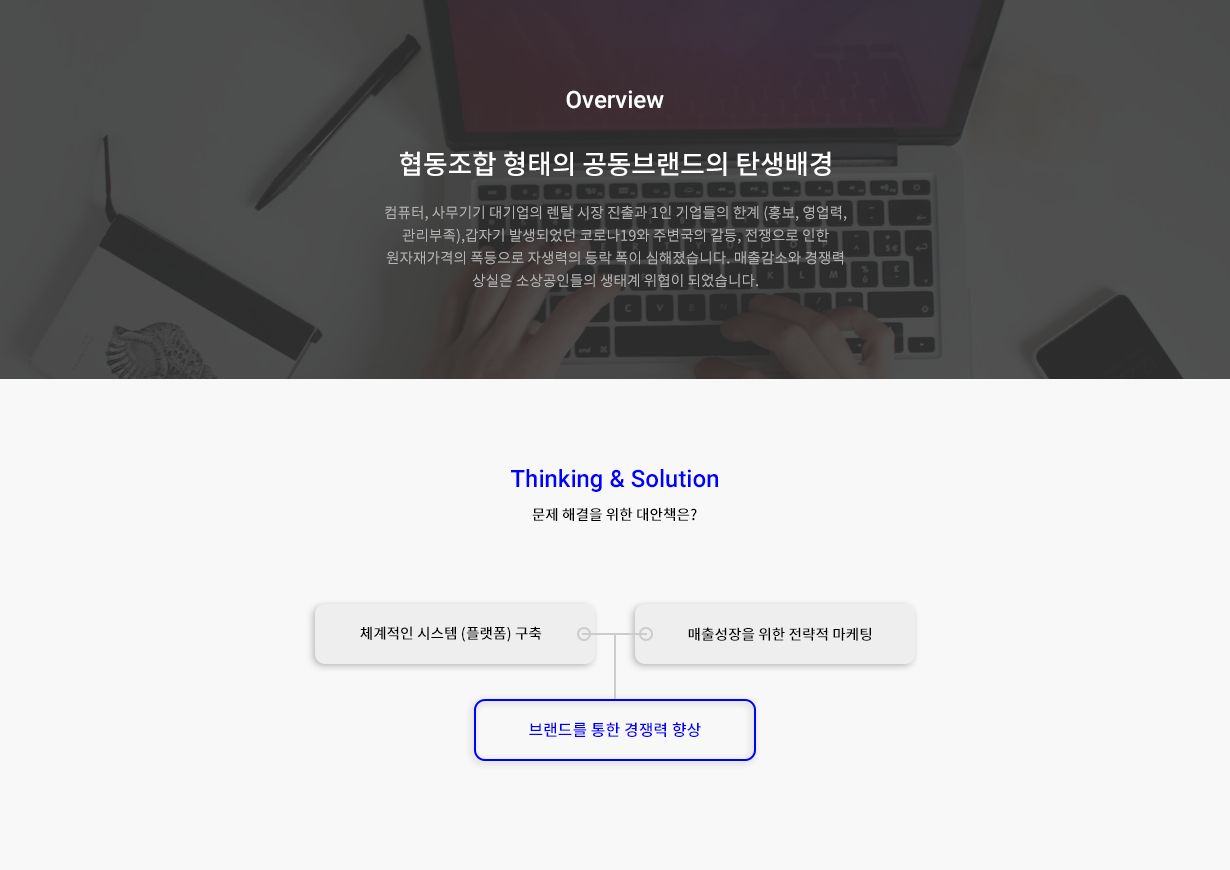 Overview
협동조합 형태의 공동브랜드의 탄생배경
컴퓨터, 사무기기 대기업의 렌탈 시장 진출과 1인 기업들의 한계 (홍보, 영업력,
관리부족),갑자기 발생되었던 코로나19와 주변국의 갈등, 전쟁으로 인한
원자재가격의 폭등으로 자생력의 등락 폭이 심해졌습니다. 매출감소와 경쟁력
상실은 소상공인들의 생태계 위협이 되었습니다.
Thinking & Solution
문제 해결을 위한 대안책은?
체계적인 시스템 (플랫폼) 구축
매출성장을 위한 전략적 마케팅
브랜드를 통한 경쟁력 향상